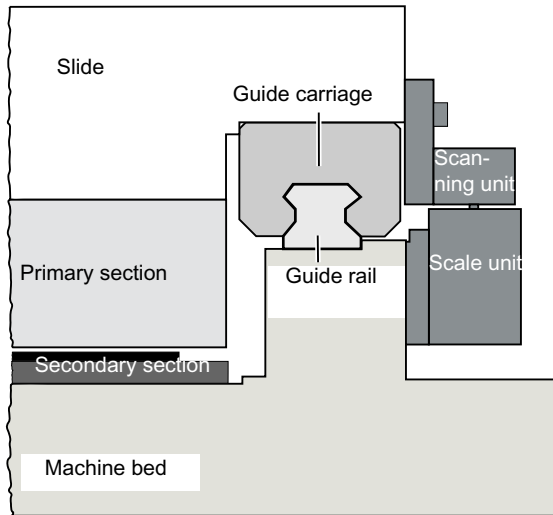 Slide
Guide carriage
Scan-
ning unit
Primary section
Guide rail
Scale unit
Secondary section
Machine bed